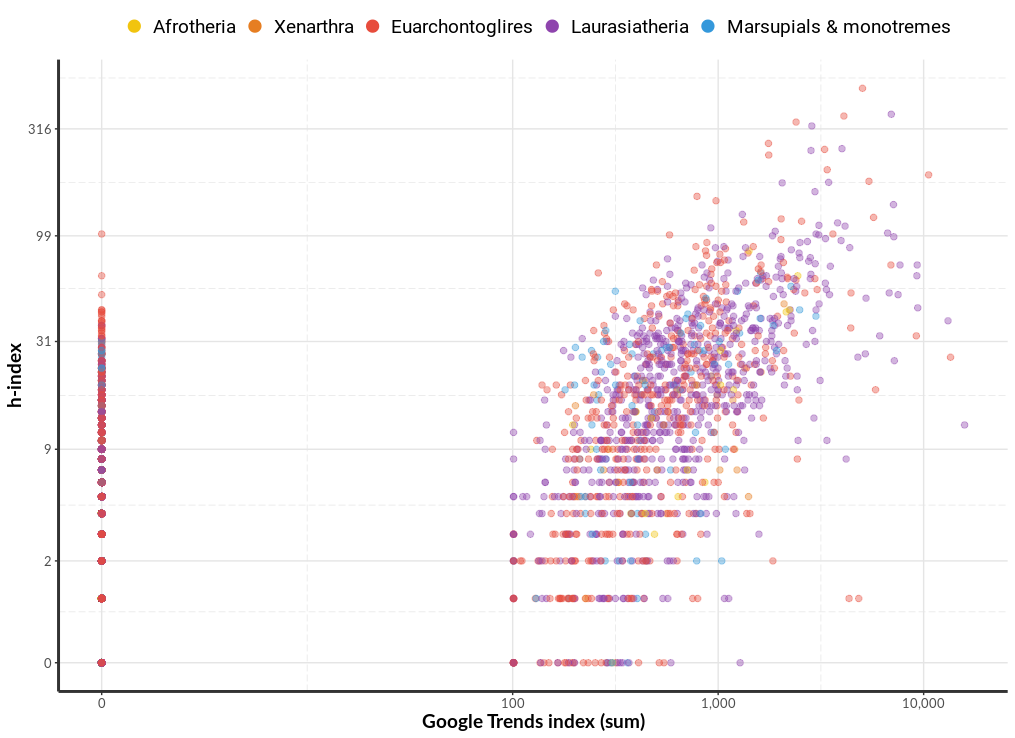 Afrotheria Xenarthra Euarchontoglires Laurasiatheria Marsupials & monotremes
316
99
31
9
2
0
h-index
0 100 1,000 10,000
Google Trends index (sum)